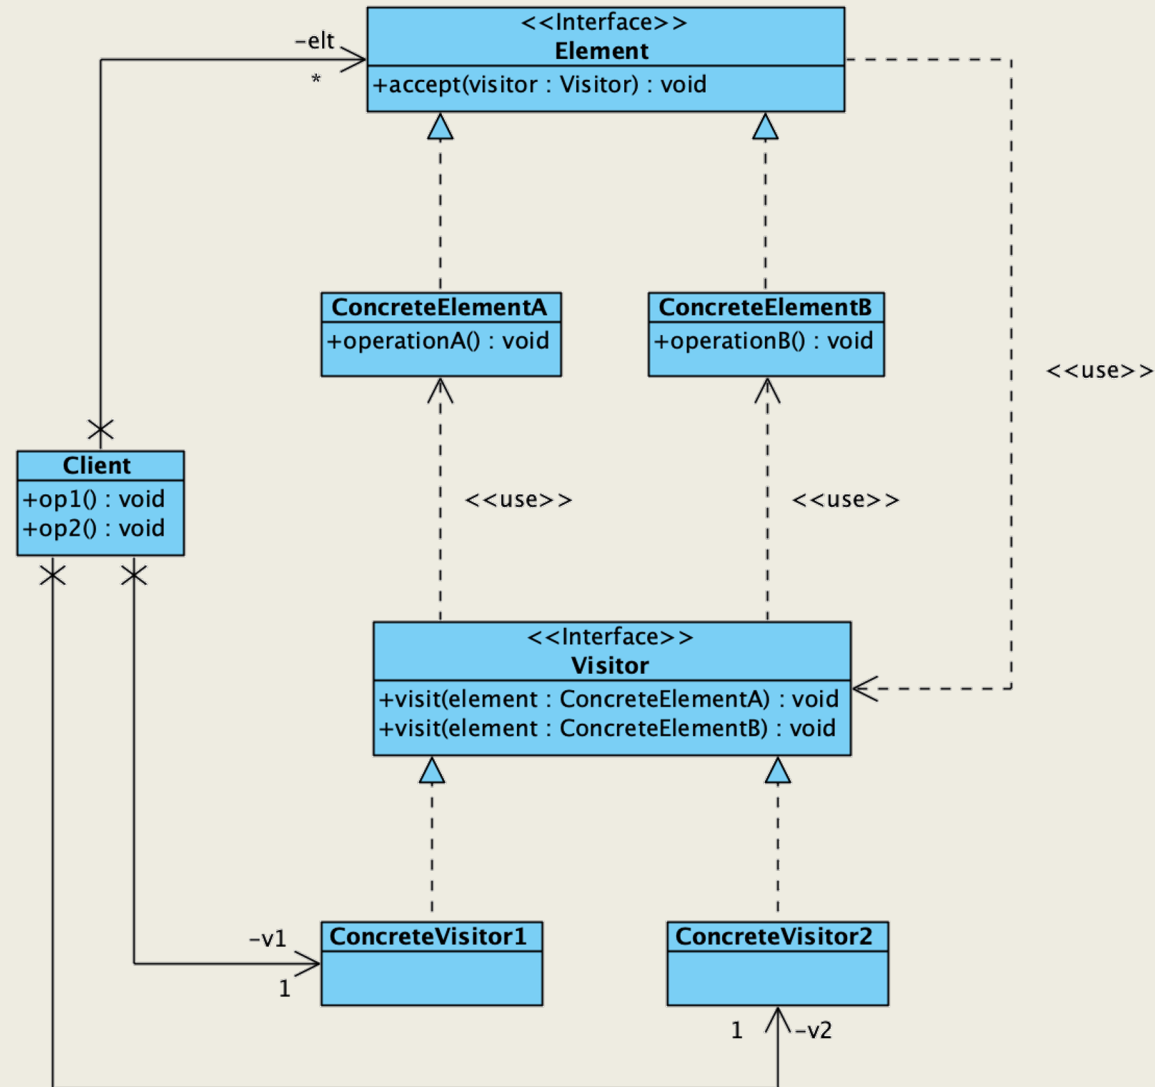 <<Interface>>
Element
+accept(visitor : Visitor) : void
-elt
*
ConcreteElementA
+operationA() : void
ConcreteElementB
+operationB() : void
<<use>>
Client
+op1() : void
+op2() : void
<<use>>
<<use>>
<<Interface>>
Visitor
+visit(element : ConcreteElementA) : void
+visit(element : ConcreteElementB) : void
-v1
1
ConcreteVisitor1
ConcreteVisitor2
1
-v2